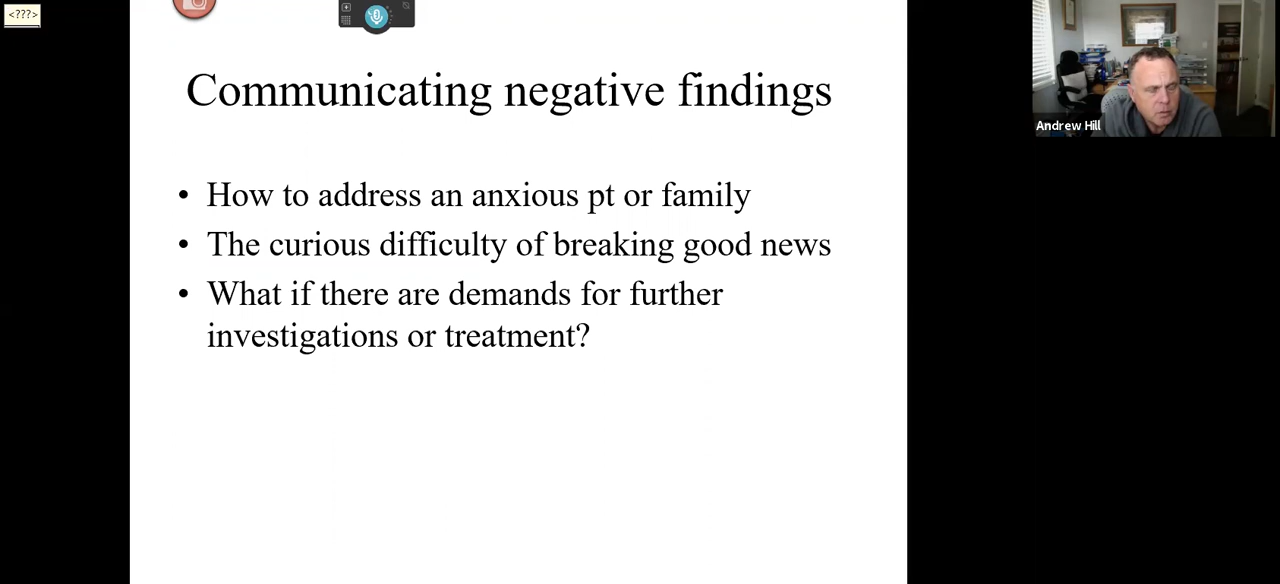 <???>
Communicating negative findings
Andrew Hill
• How to address an anxious pt or family
• The curious difficulty of breaking good news
• What if there are demands for further
investigations or treatment?